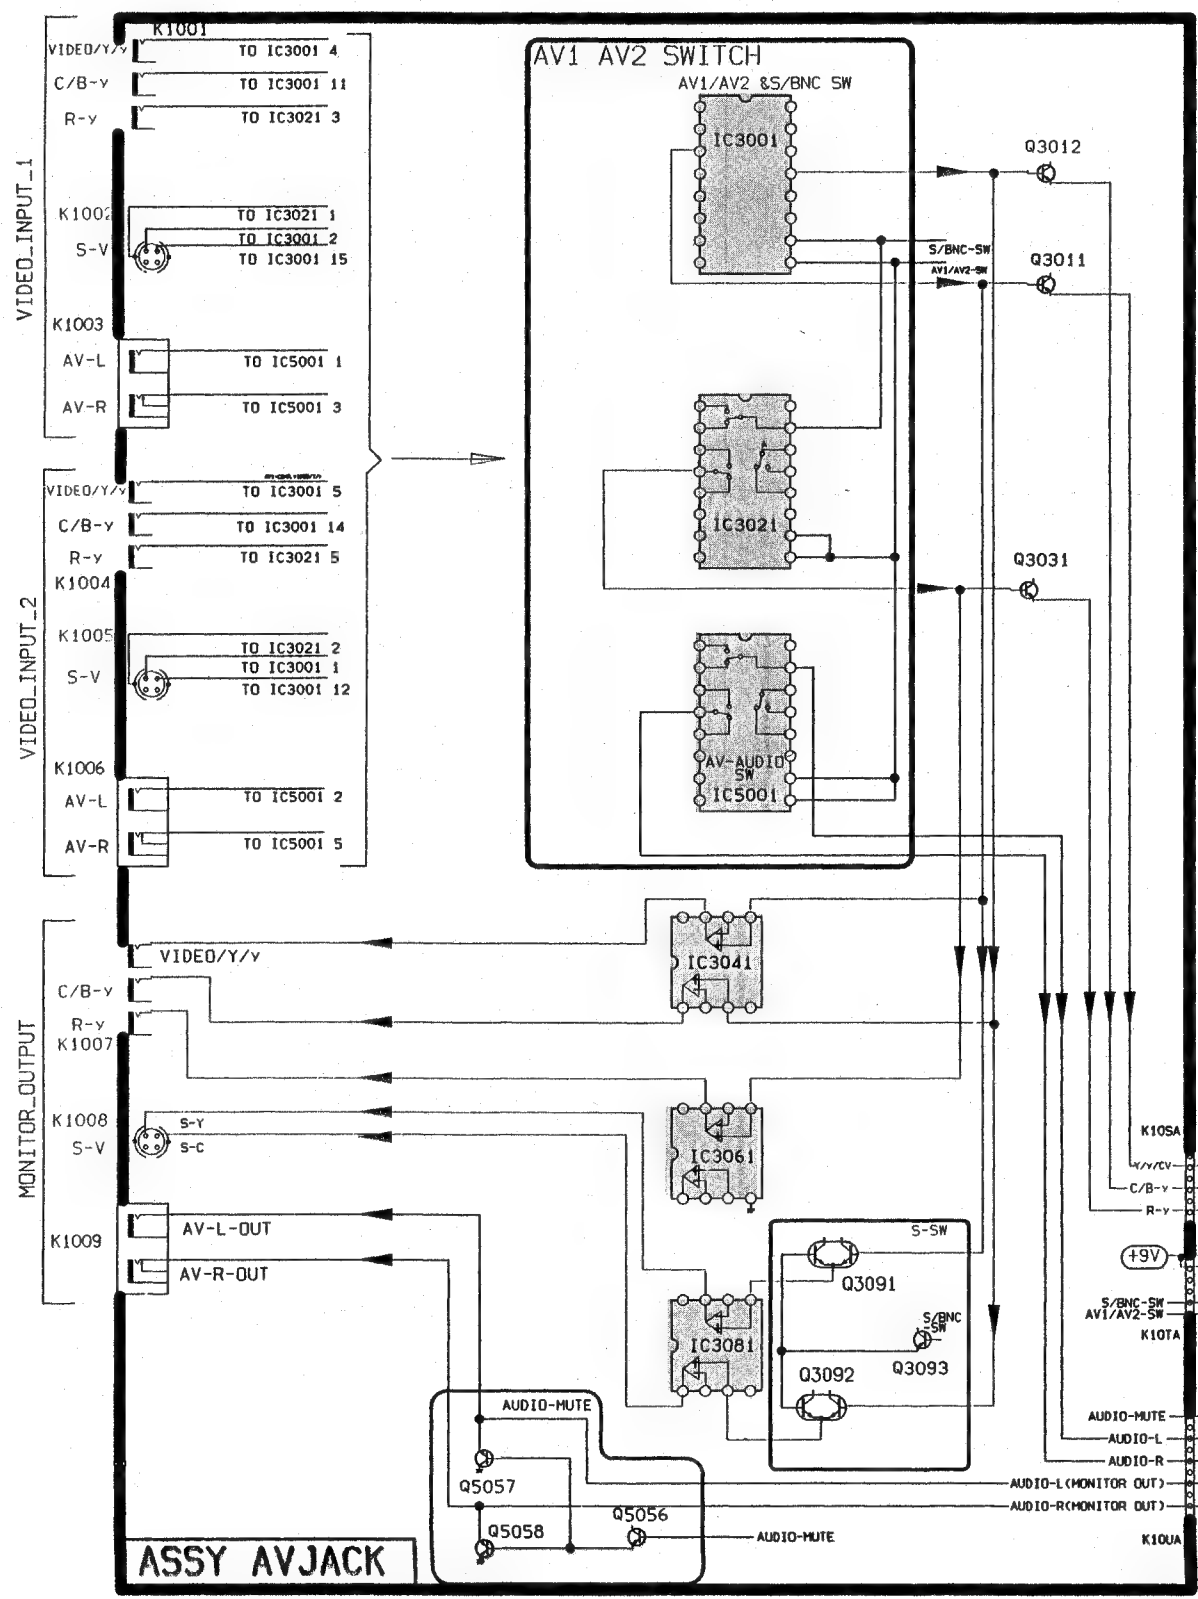 K1001
VIDEO/Y/y
TO IC3001 4
C/B-y
TO IC3001 11
R-y
TO IC3021 3
VIDEO_INPUT_1
K1002
TO IC3021 1
TO IC3001 2
S-V
TO IC3001 15
K1003
AV-L
TO IC5001 1
AV-R
TO IC5001 3
VIDEO/Y/y
TO IC3001 5
C/B-y
TO IC3001 14
R-y
TO IC3021 5
K1004
VIDEO_INPUT_2
K1005
TO IC3021 2
TO IC3001 1
S-V
TO IC3001 12
K1006
AV-L
TO IC5001 2
AV-R
TO IC5001 5
MONITOR_OUTPUT
VIDEO/Y/y
C/B-y
R-y
K1007
K1008
S-V
S-Y
S-C
K1009
AV-L-OUT
AV-R-OUT
AV1 AV2 SWITCH
AV1/AV2 &S/BNC SW
IC3001
S/BNC-SW
AV1/AV2-SW
Q3012
Q3011
IC3021
Q3031
AV-AUDIO
SW
IC5001
IC3041
IC3061
IC3081
S-SW
Q3091
S/BNC
-SW
Q3093
Q3092
K10SA
Y/y/CV
C/B-y
R-y
+9V
S/BNC-SW
AV1/AV2-SW
K10TA
AUDIO-MUTE
AUDIO-L
AUDIO-R
AUDIO-L(MONITOR OUT)
AUDIO-R(MONITOR OUT)
K10UA
AUDIO-MUTE
Q5057
Q5058
Q5056
AUDIO-MUTE
ASSY AVJACK